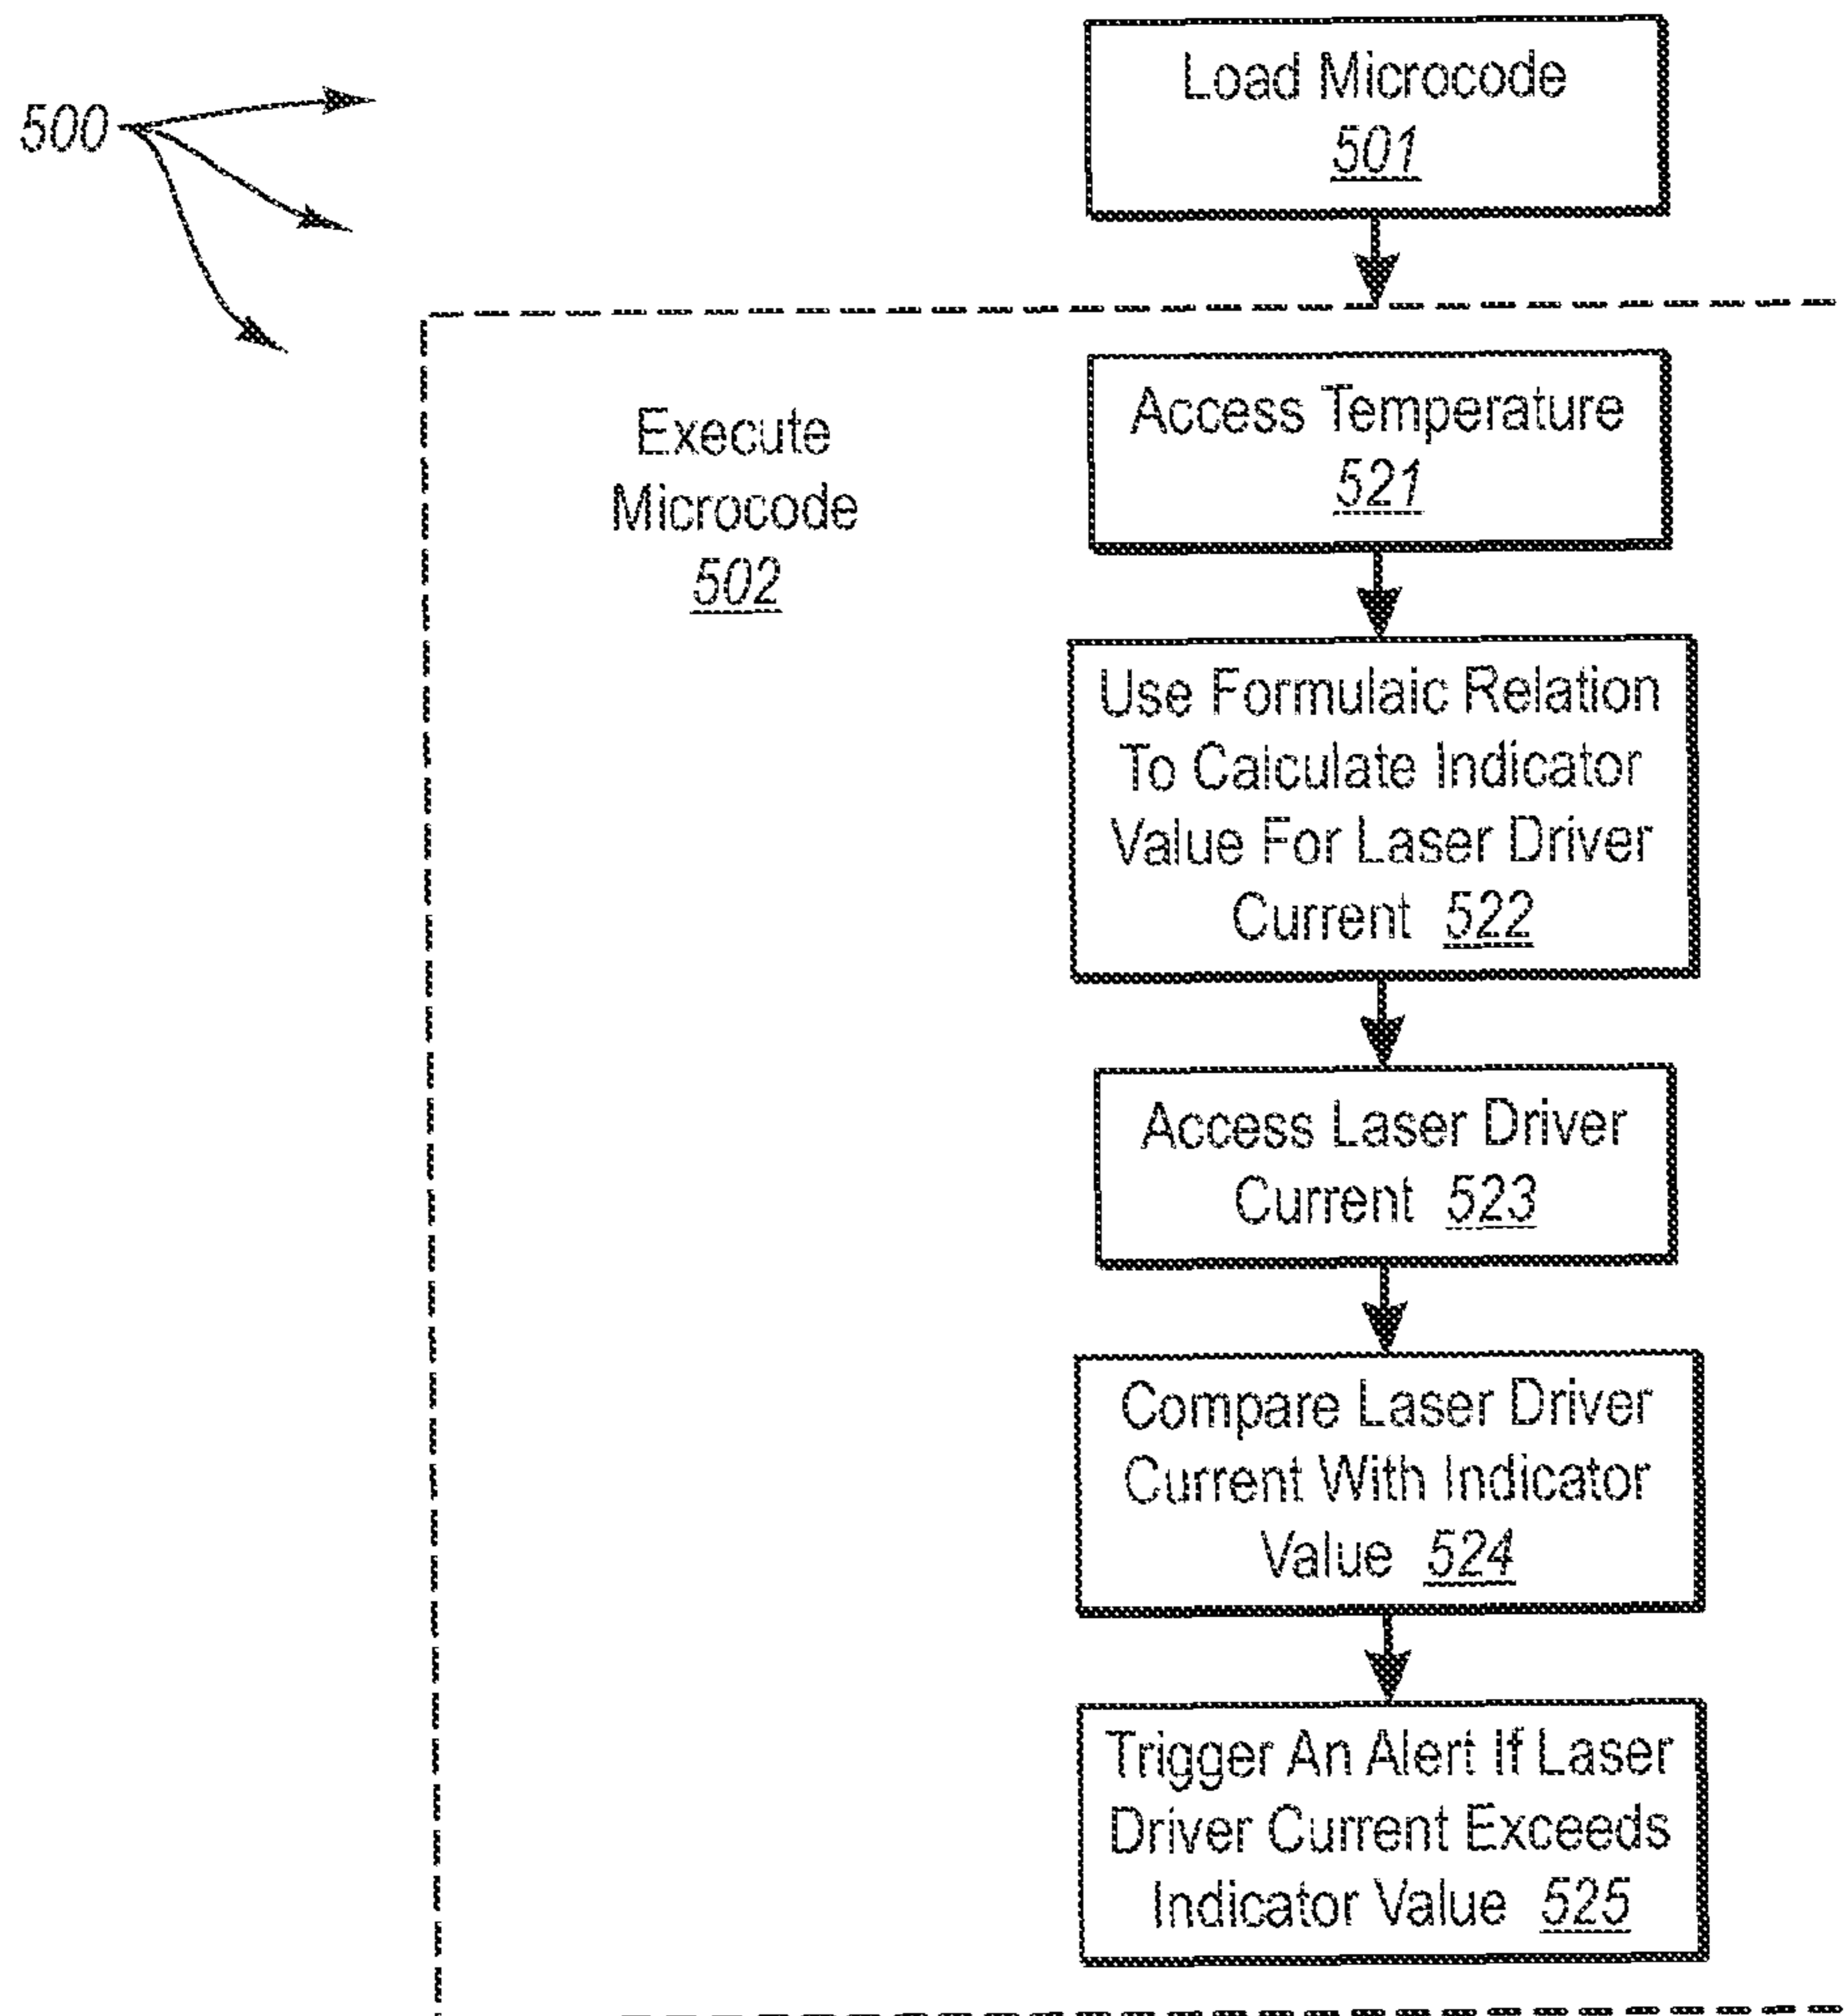 500
Load Microcode
501
Execute
Microcode
502
Access Temperature
521
Use Formulaic Relation
To Calculate Indicator
Value For Laser Driver
Current 522
Access Laser Driver
Current 523
Compare Laser Driver
Current With Indicator
Value 524
Trigger An Alert If Laser
Driver Current Exceeds
Indicator Value 525